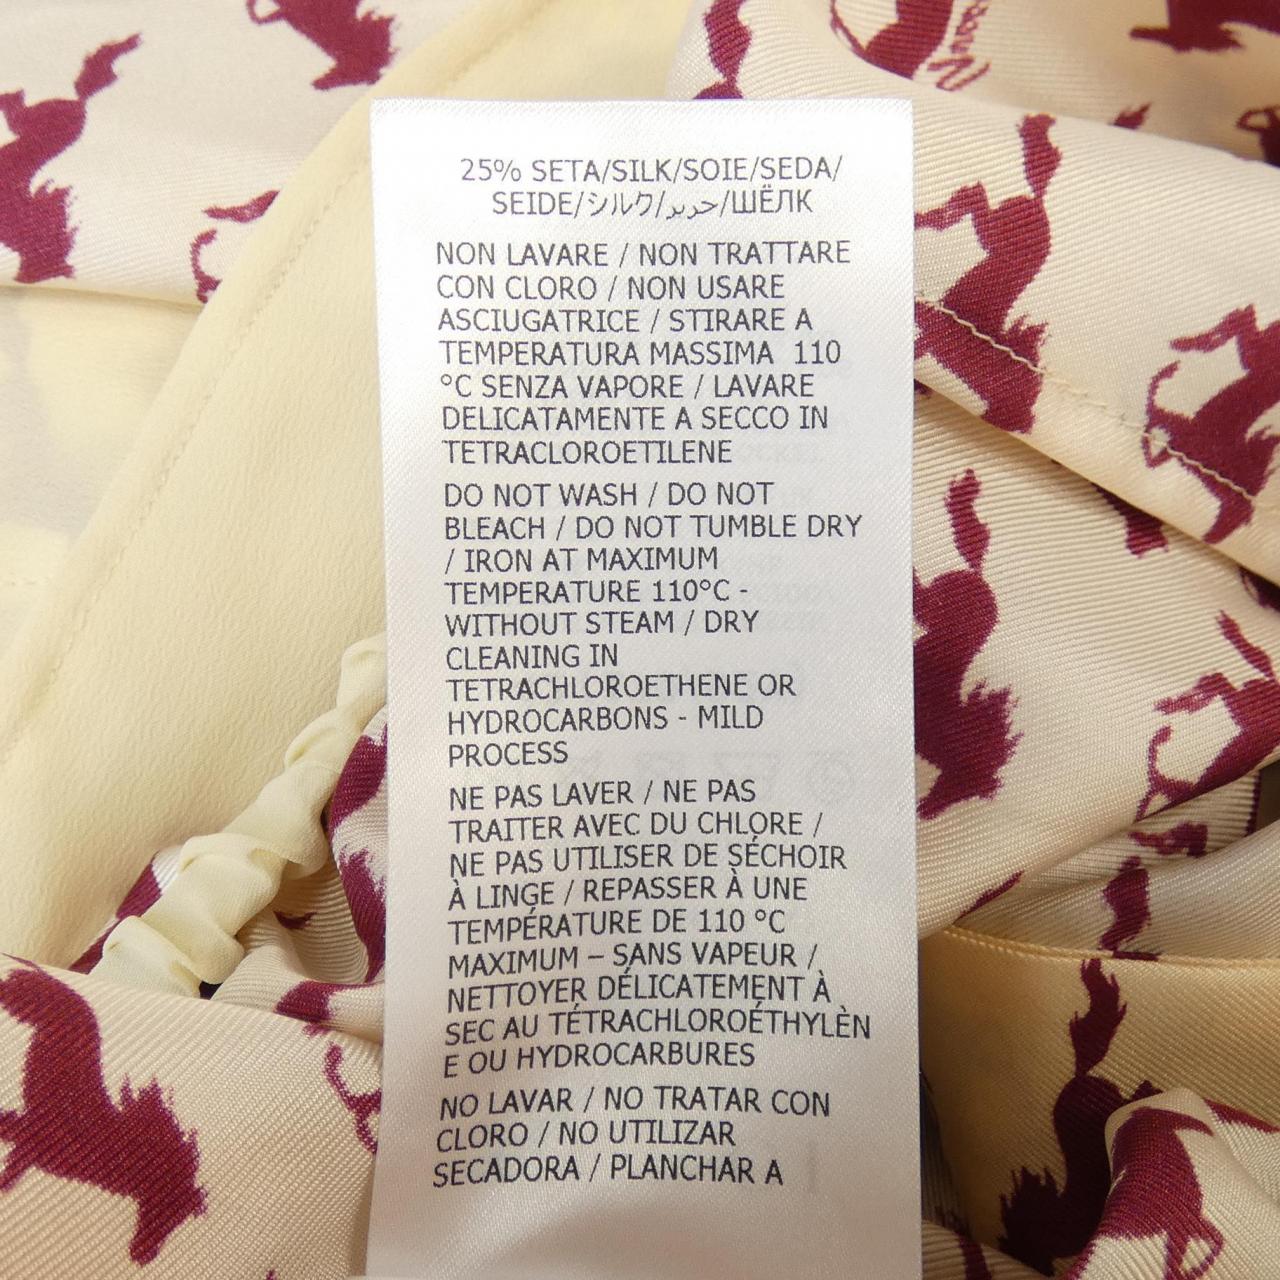 25% SETA/SILK/SOIE/SEDA/
SEIDE/シルク/حرير/ШЁЛК
NON LAVARE / NON TRATTARE
CON CLORO / NON USARE
ASCIUGATRICE / STIRARE A
TEMPERATURA MASSIMA 110
°C SENZA VAPORE / LAVARE
DELICATAMENTE A SECCO IN
TETRACLOROETILENE
DO NOT WASH / DO NOT
BLEACH / DO NOT TUMBLE DRY
/ IRON AT MAXIMUM
TEMPERATURE 110°C -
WITHOUT STEAM / DRY
CLEANING IN
TETRACHLOROETHENE OR
HYDROCARBONS - MILD
PROCESS
NE PAS LAVER / NE PAS
TRAITER AVEC DU CHLORE /
NE PAS UTILISER DE SÉCHOIR
À LINGE / REPASSER À UNE
TEMPÉRATURE DE 110 °C
MAXIMUM – SANS VAPEUR /
NETTOYER DÉLICATEMENT À
SEC AU TÉTRACHLOROÉTHYLÈN
E OU HYDROCARBURES
NO LAVAR / NO TRATAR CON
CLORO / NO UTILIZAR
SECADORA / PLANCHAR A